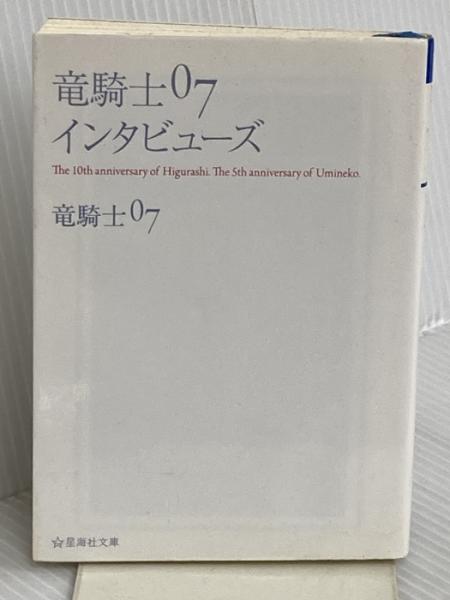 竜騎士07
インタビューズ
The 10th anniversary of Higurashi. The 5th anniversary of Umineko.
竜騎士07
☆星海社文庫